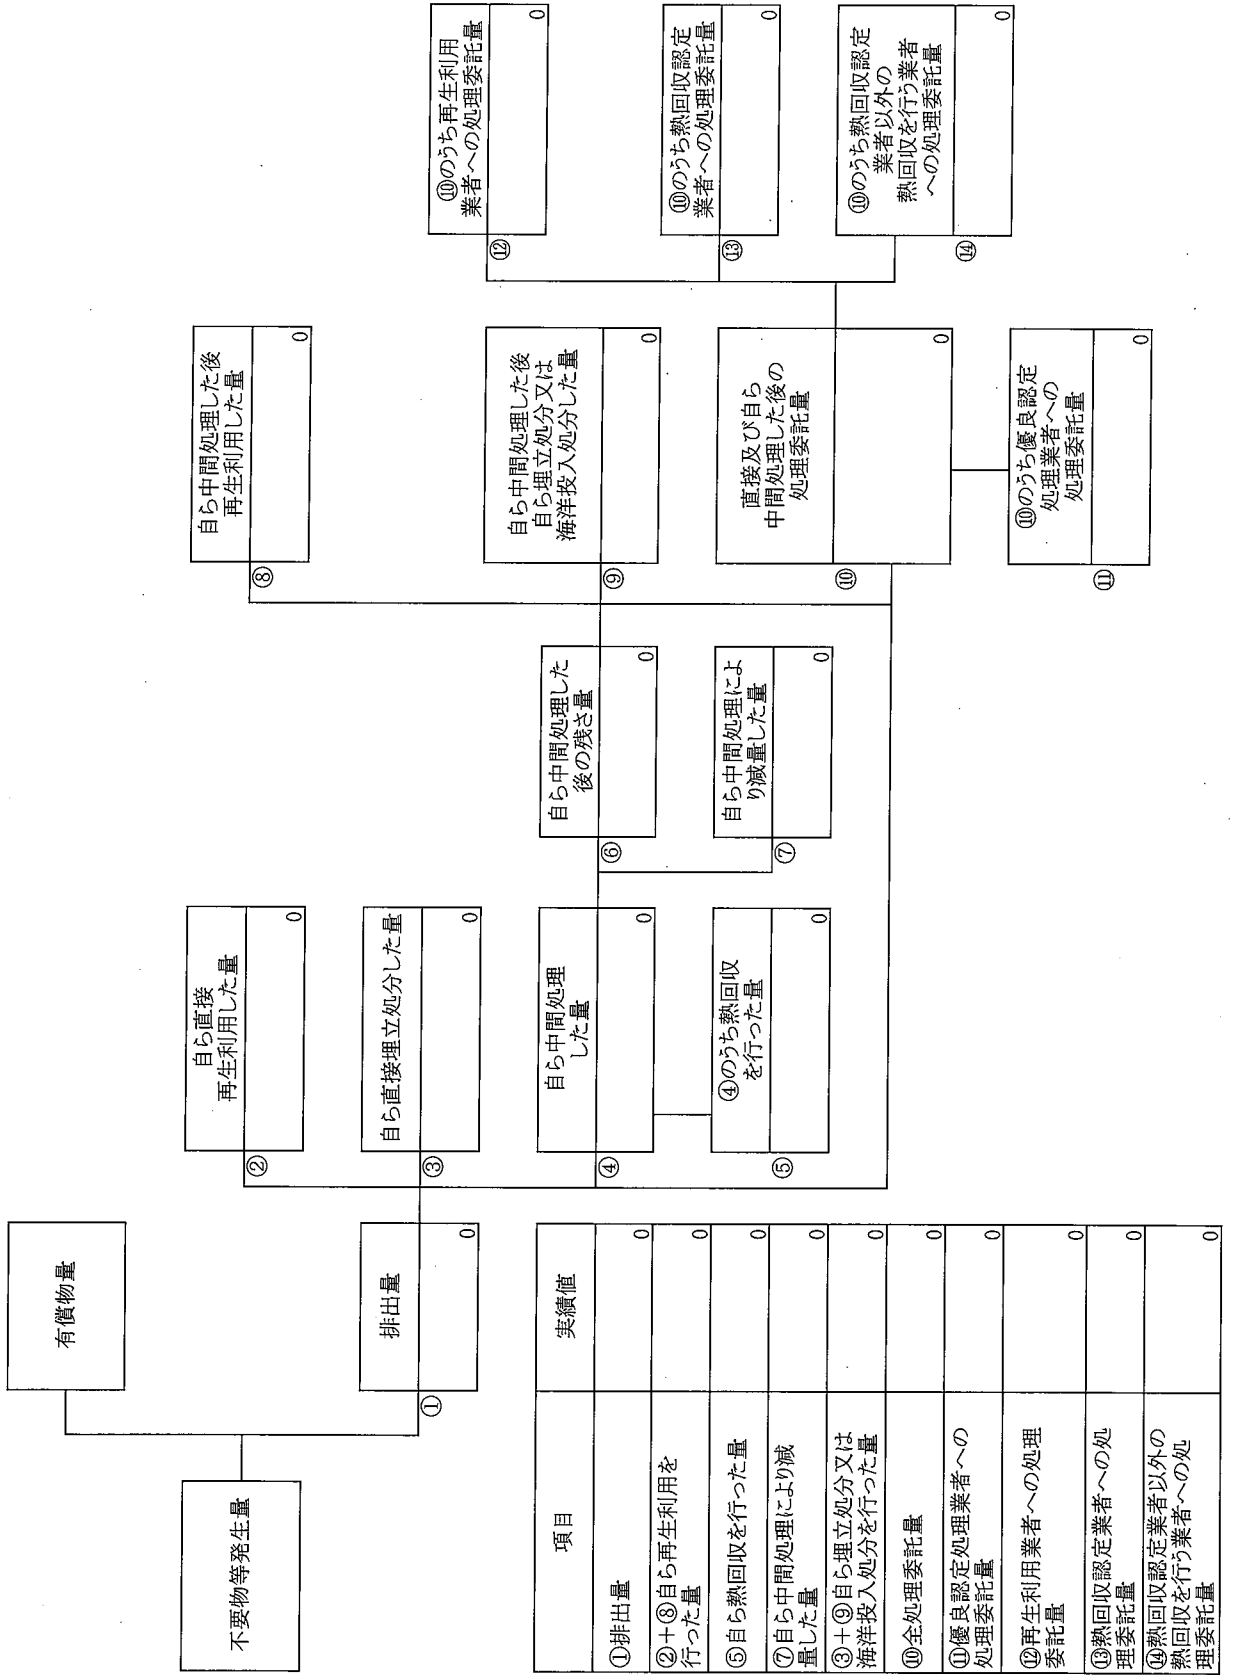 不要物等発生量
有償物量
①
排出量
0
②
自ら直接
再生利用した量
0
③
自ら直接埋立処分した量
0
④
自ら中間処理
した量
0
⑤
④のうち熱回収
を行った量
0
⑥
自ら中間処理した
後の残さ量
0
⑦
自ら中間処理によ
り減量した量
0
⑧
自ら中間処理した後
再生利用した量
0
⑨
自ら中間処理した後
自ら埋立処分又は
海洋投入処分した量
0
⑩
直接及び自ら
中間処理した後の
処理委託量
0
⑪
⑩のうち優良認定
処理業者への
処理委託量
0
⑫
⑩のうち再生利用
業者への処理委託量
0
⑬
⑩のうち熱回収認定
業者への処理委託量
0
⑭
⑩のうち熱回収認定
業者以外の
熱回収を行う業者
への処理委託量
0
項目 実績値
①排出量 0
②+⑧自ら再生利用を
行った量 0
⑤自ら熱回収を行った量 0
⑦自ら中間処理により減
量した量 0
③+⑨自ら埋立処分又は
海洋投入処分を行った量 0
⑩全処理委託量 0
⑪優良認定処理業者への
処理委託量 0
⑫再生利用業者への処理
委託量 0
⑬熱回収認定業者への処
理委託量 0
⑭熱回収認定業者以外の
熱回収を行う業者への処
理委託量 0